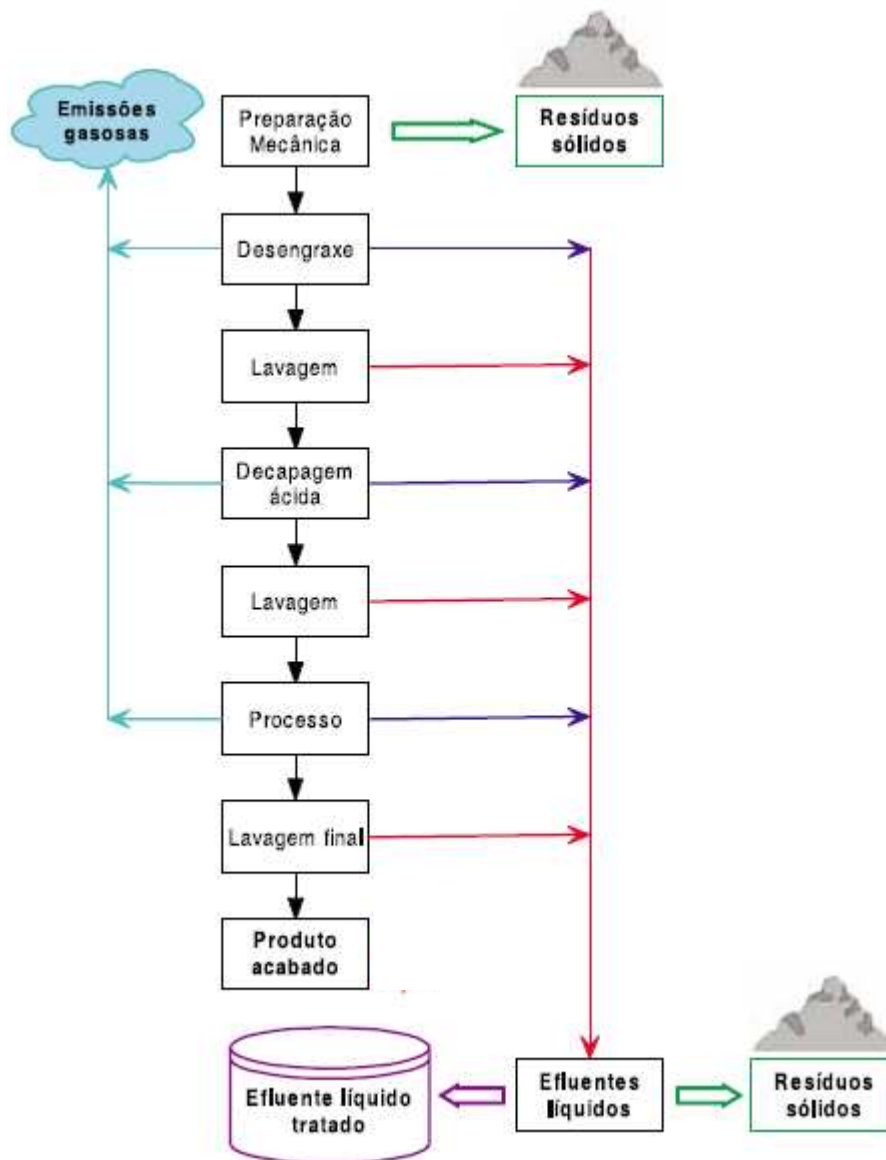 Emissões
gasosas
Preparação
Mecânica
Resíduos
sólidos
Desengraxe
Lavagem
Decapagem
ácida
Lavagem
Processo
Lavagem final
Produto
acabado
Efluente líquido
tratado
Efluentes
líquidos
Resíduos
sólidos